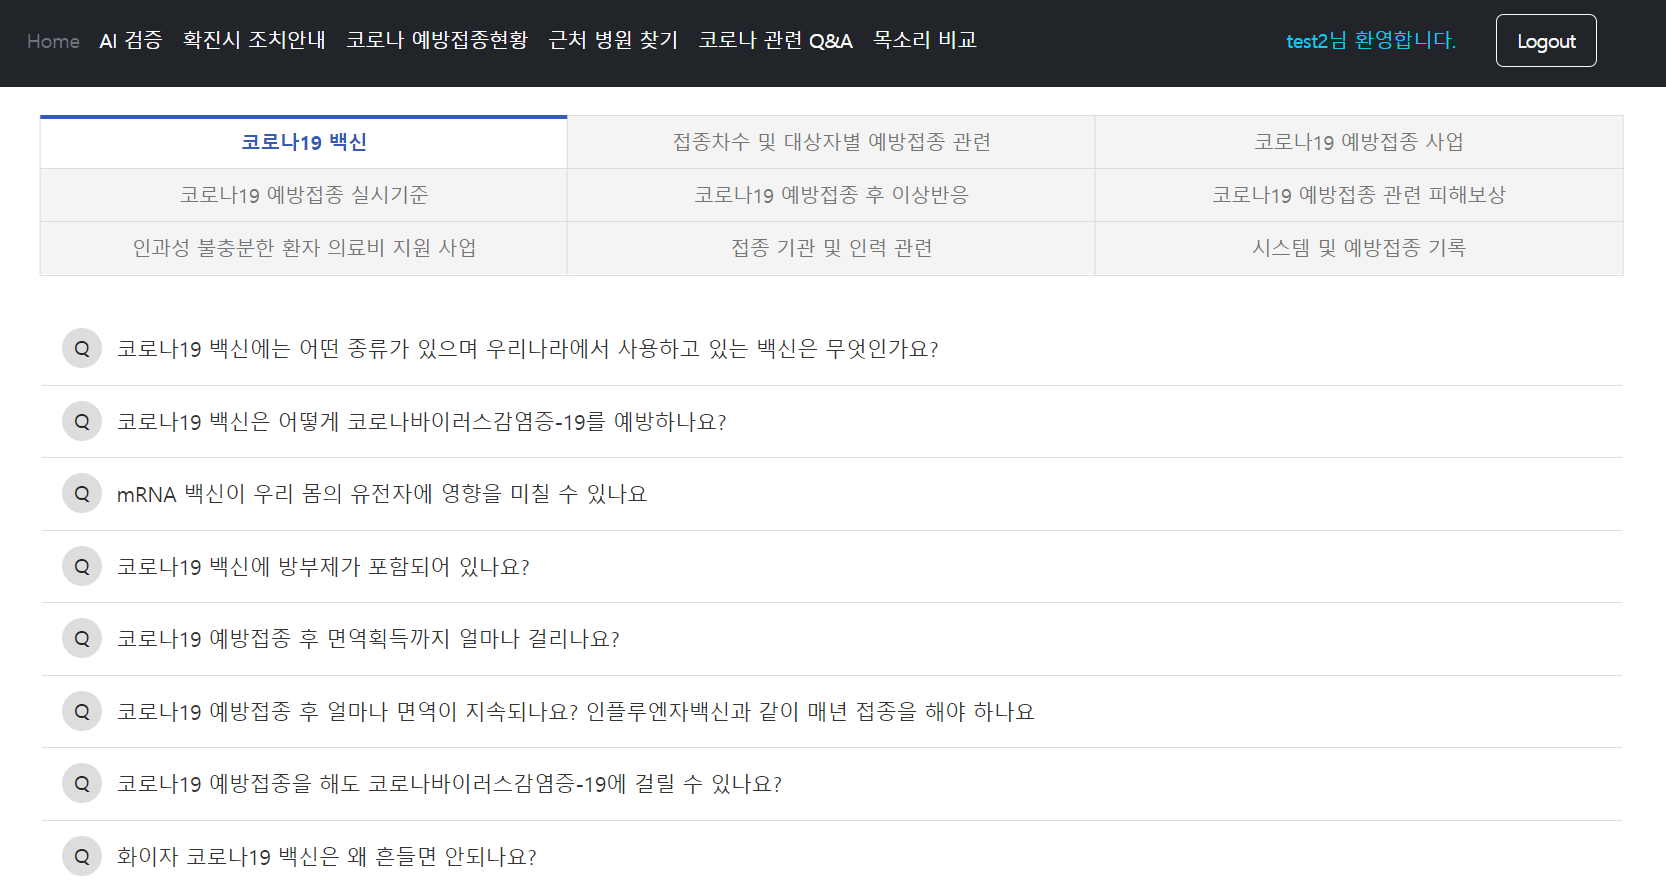 Home AI 검증 확진시 조치안내 코로나 예방접종현황 근처 병원 찾기 코로나 관련 Q&A 목소리 비교 test2님 환영합니다. Logout
코로나19 백신 접종차수 및 대상자별 예방접종 관련 코로나19 예방접종 사업
코로나19 예방접종 실시기준 코로나19 예방접종 후 이상반응 코로나19 예방접종 관련 피해보상
인과성 불충분한 환자 의료비 지원 사업 접종 기관 및 인력 관련 시스템 및 예방접종 기록
Q 코로나19 백신에는 어떤 종류가 있으며 우리나라에서 사용하고 있는 백신은 무엇인가요?
Q 코로나19 백신은 어떻게 코로나바이러스감염증-19를 예방하나요?
Q mRNA 백신이 우리 몸의 유전자에 영향을 미칠 수 있나요
Q 코로나19 백신에 방부제가 포함되어 있나요?
Q 코로나19 예방접종 후 면역획득까지 얼마나 걸리나요?
Q 코로나19 예방접종 후 얼마나 면역이 지속되나요? 인플루엔자백신과 같이 매년 접종을 해야 하나요
Q 코로나19 예방접종을 해도 코로나바이러스감염증-19에 걸릴 수 있나요?
Q 화이자 코로나19 백신은 왜 흔들면 안되나요?